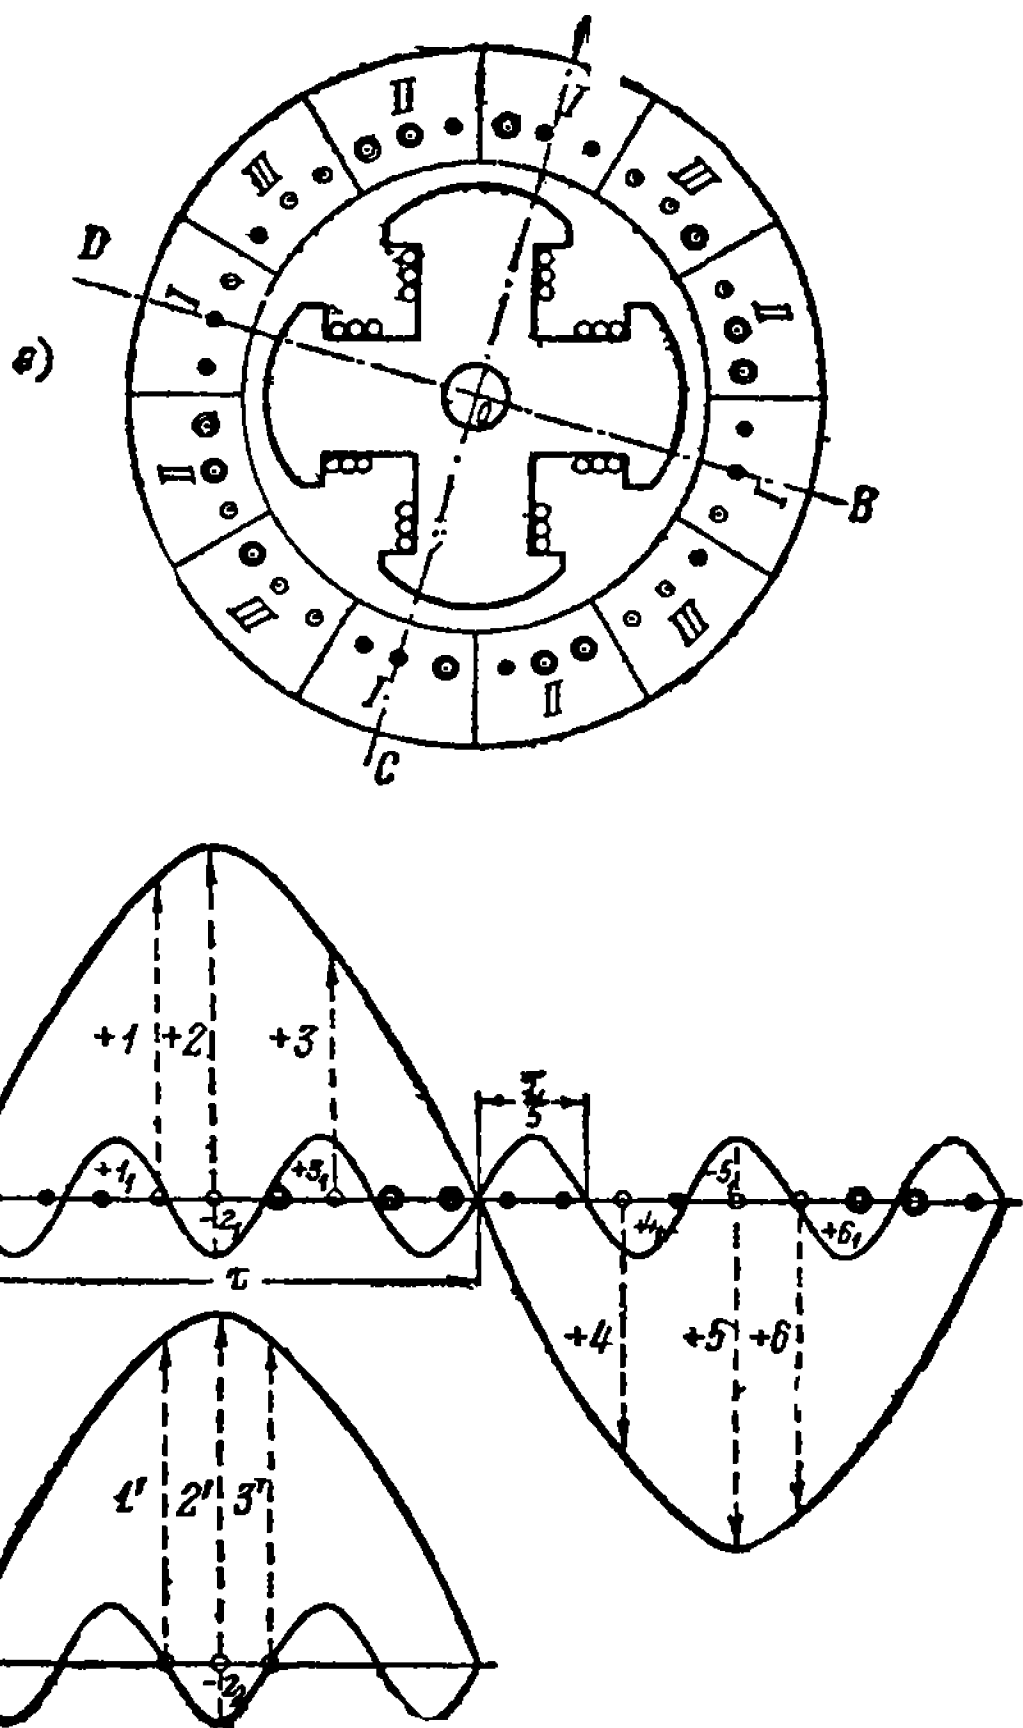 II
III
III
D
I
II
в)
O
II
I
B
III
III
I
II
C
+1
+2
+3
5
+1₁
+3₁
-5₁
-2₁
+4₁
+6₁
τ
+4
+5
+6
1'
2'
3'
-2₂